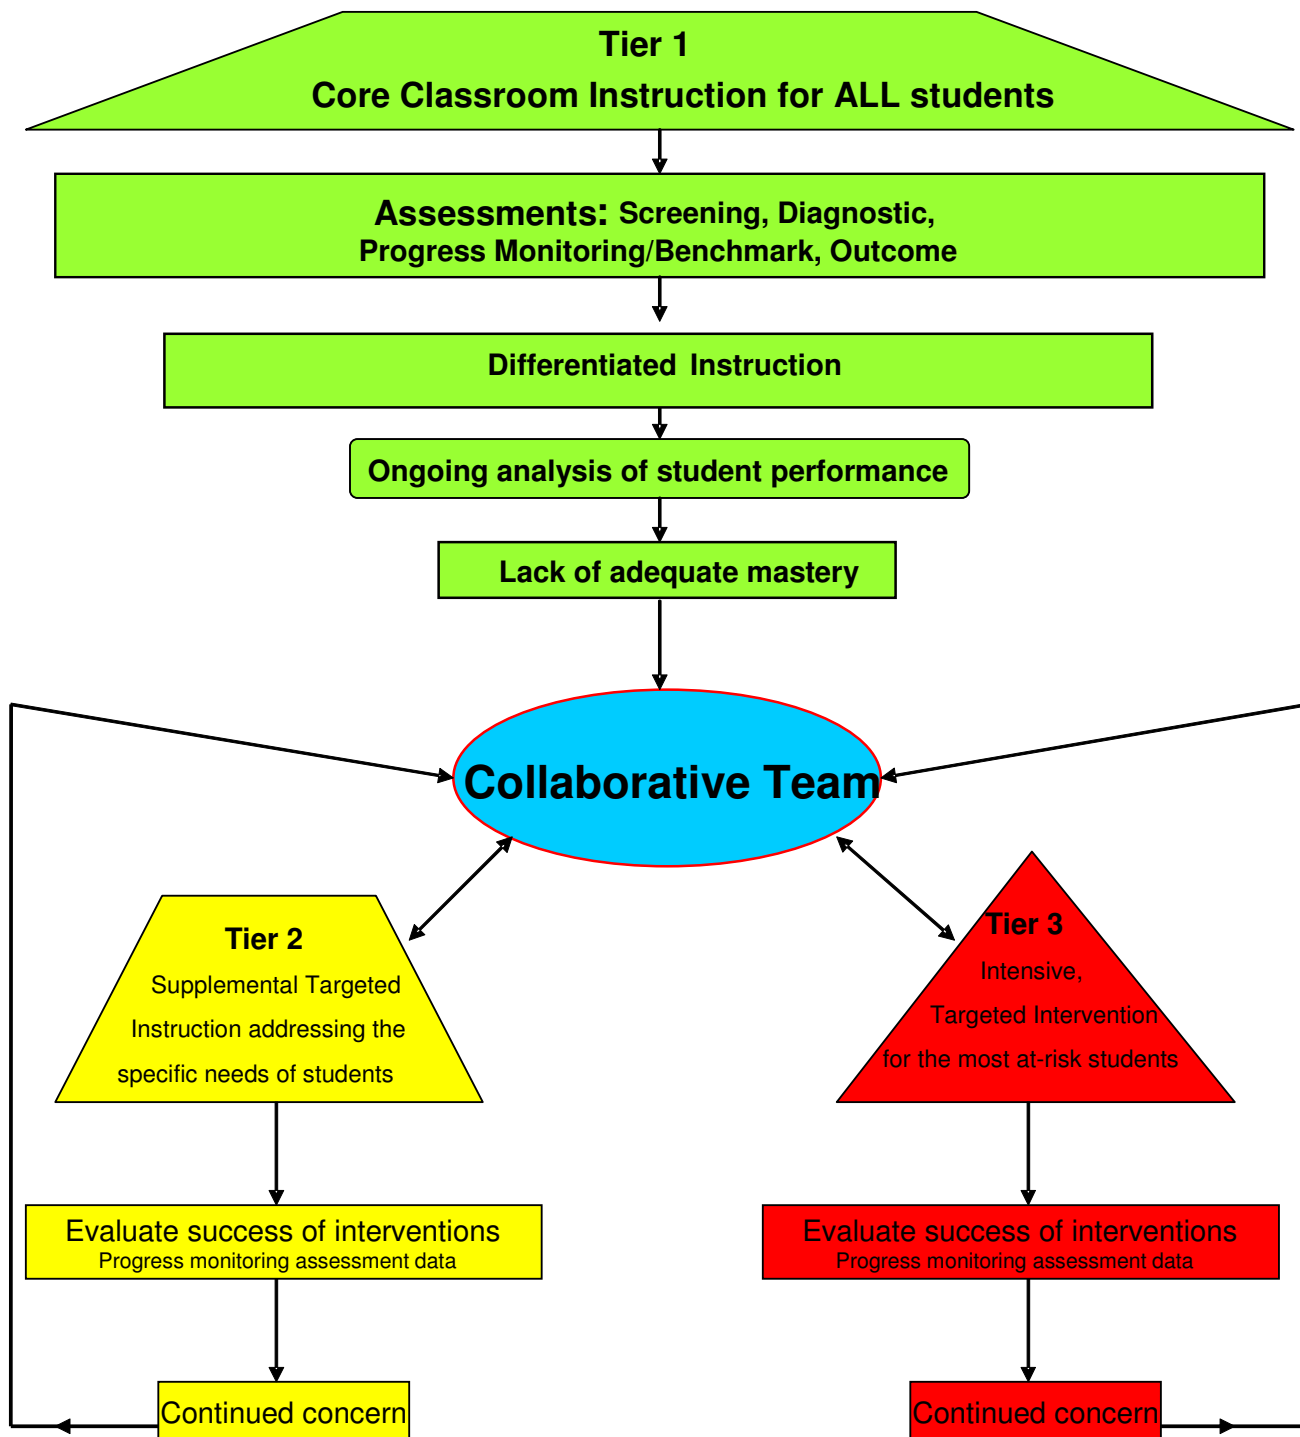 Tier 1
Core Classroom Instruction for ALL students
Assessments: Screening, Diagnostic,
Progress Monitoring/Benchmark, Outcome
Differentiated Instruction
Ongoing analysis of student performance
Lack of adequate mastery
Collaborative Team
Tier 2
Supplemental Targeted
Instruction addressing the
specific needs of students
Evaluate success of interventions
Progress monitoring assessment data
Continued concern
Tier 3
Intensive,
Targeted Intervention
for the most at-risk students
Evaluate success of interventions
Progress monitoring assessment data
Continued concern